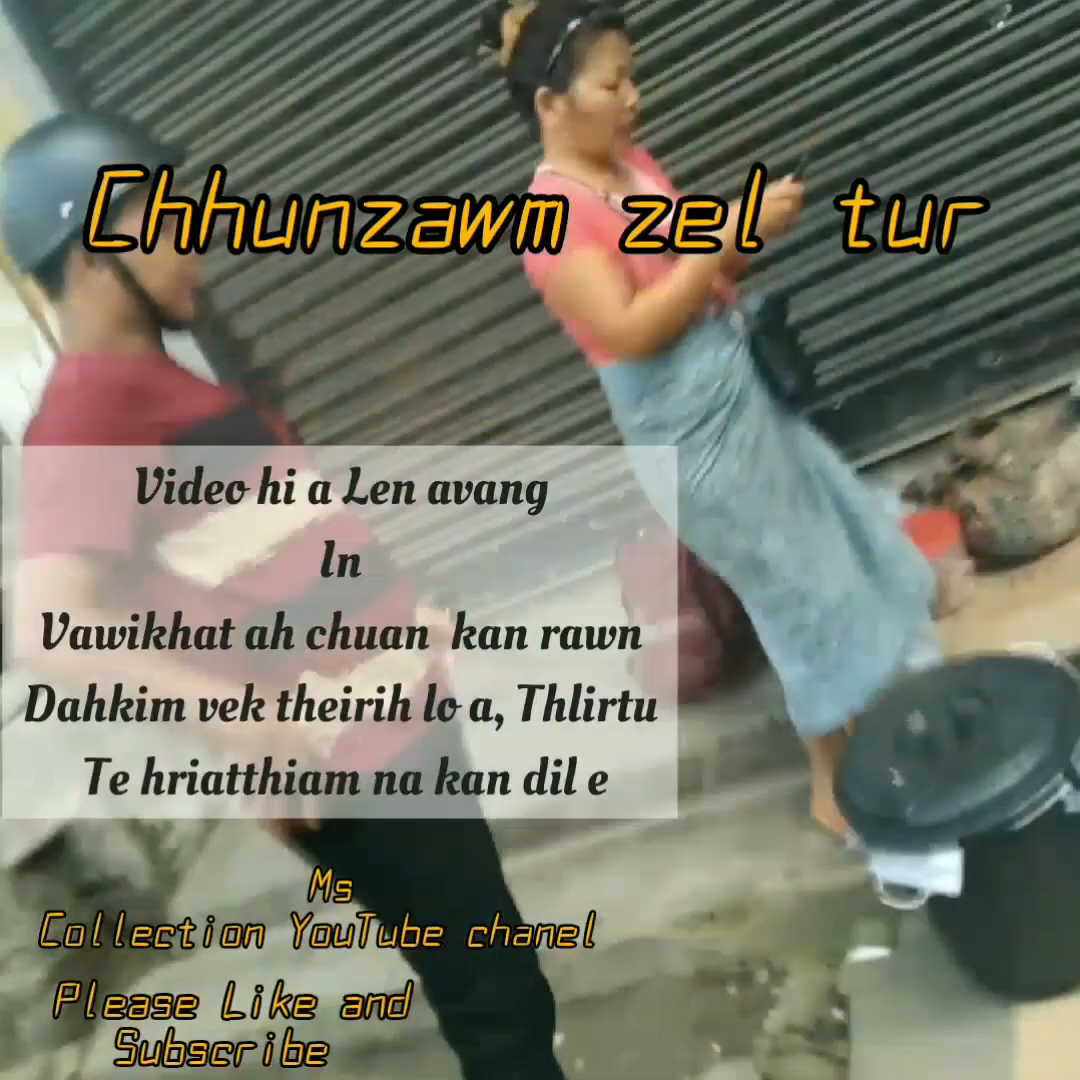 Chhunzawm zel tur
Video hi a Len avang
In
Vawikhat ah chuan kan rawn
Dahkim vek theirih lo a, Thlirtu
Te hriatthiam na kan dil e
Ms
Collection YouTube chanel
Please Like and
Subscribe